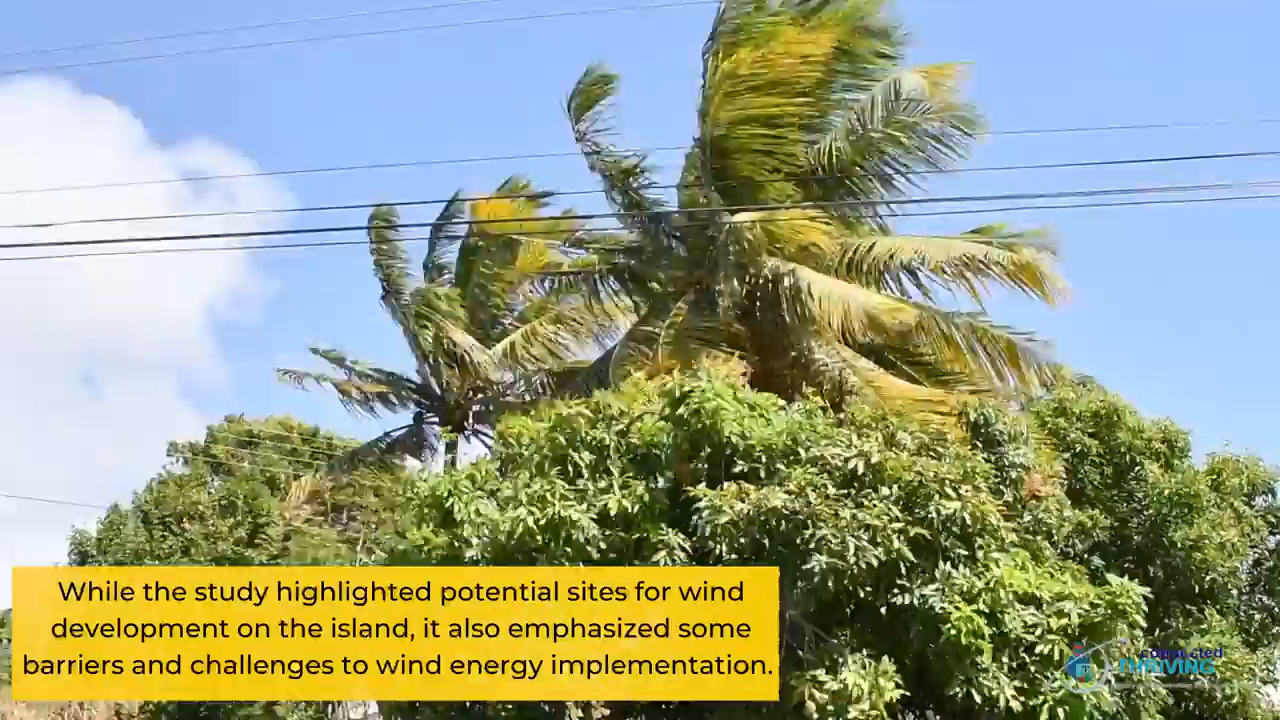 While the study highlighted potential sites for wind
development on the island, it also emphasized some
barriers and challenges to wind energy implementation.
connected
THRIVING